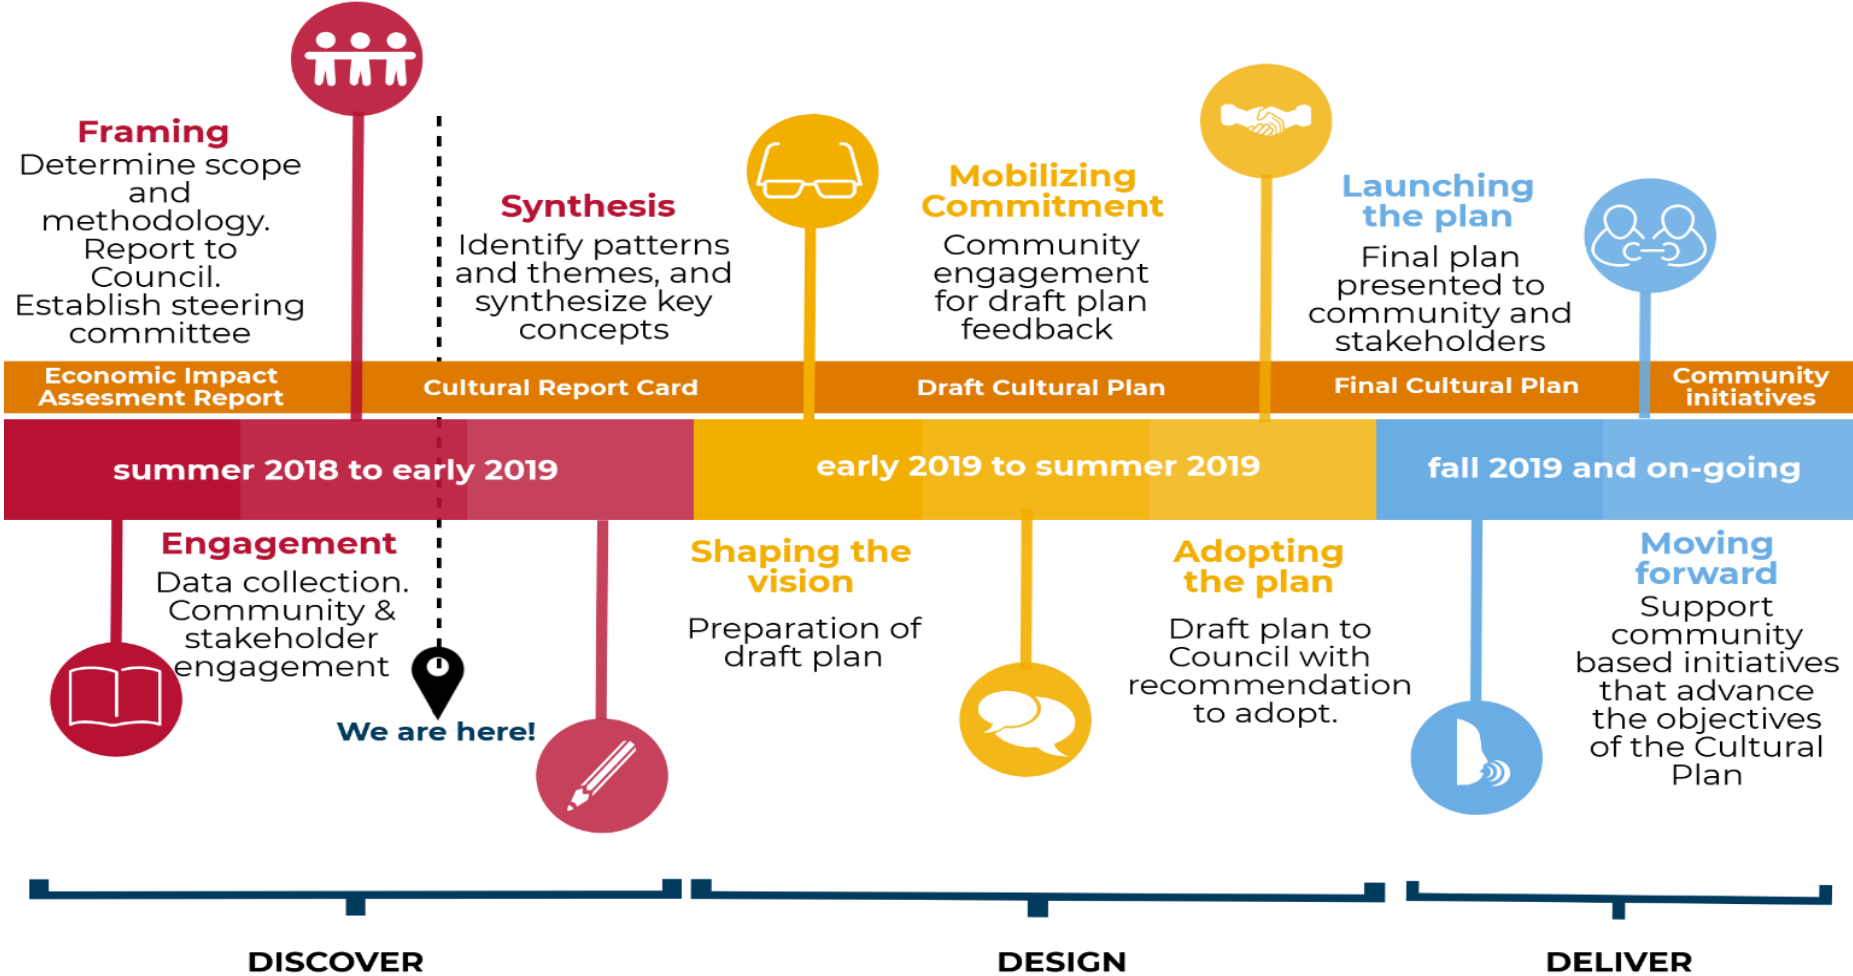 Framing
Determine scope
and
methodology.
Report to
Council.
Establish steering
committee
Synthesis
Identify patterns
and themes, and
synthesize key
concepts
Mobilizing
Commitment
Community
engagement
for draft plan
feedback
Launching
the plan
Final plan
presented to
community and
stakeholders
Economic Impact
Assesment Report
Cultural Report Card
Draft Cultural Plan
Final Cultural Plan
Community
initiatives
summer 2018 to early 2019
early 2019 to summer 2019
fall 2019 and on-going
Engagement
Data collection.
Community &
stakeholder
engagement
We are here!
Shaping the
vision
Preparation of
draft plan
Adopting
the plan
Draft plan to
Council with
recommendation
to adopt.
Moving
forward
Support
community
based initiatives
that advance
the objectives
of the Cultural
Plan
DISCOVER
DESIGN
DELIVER